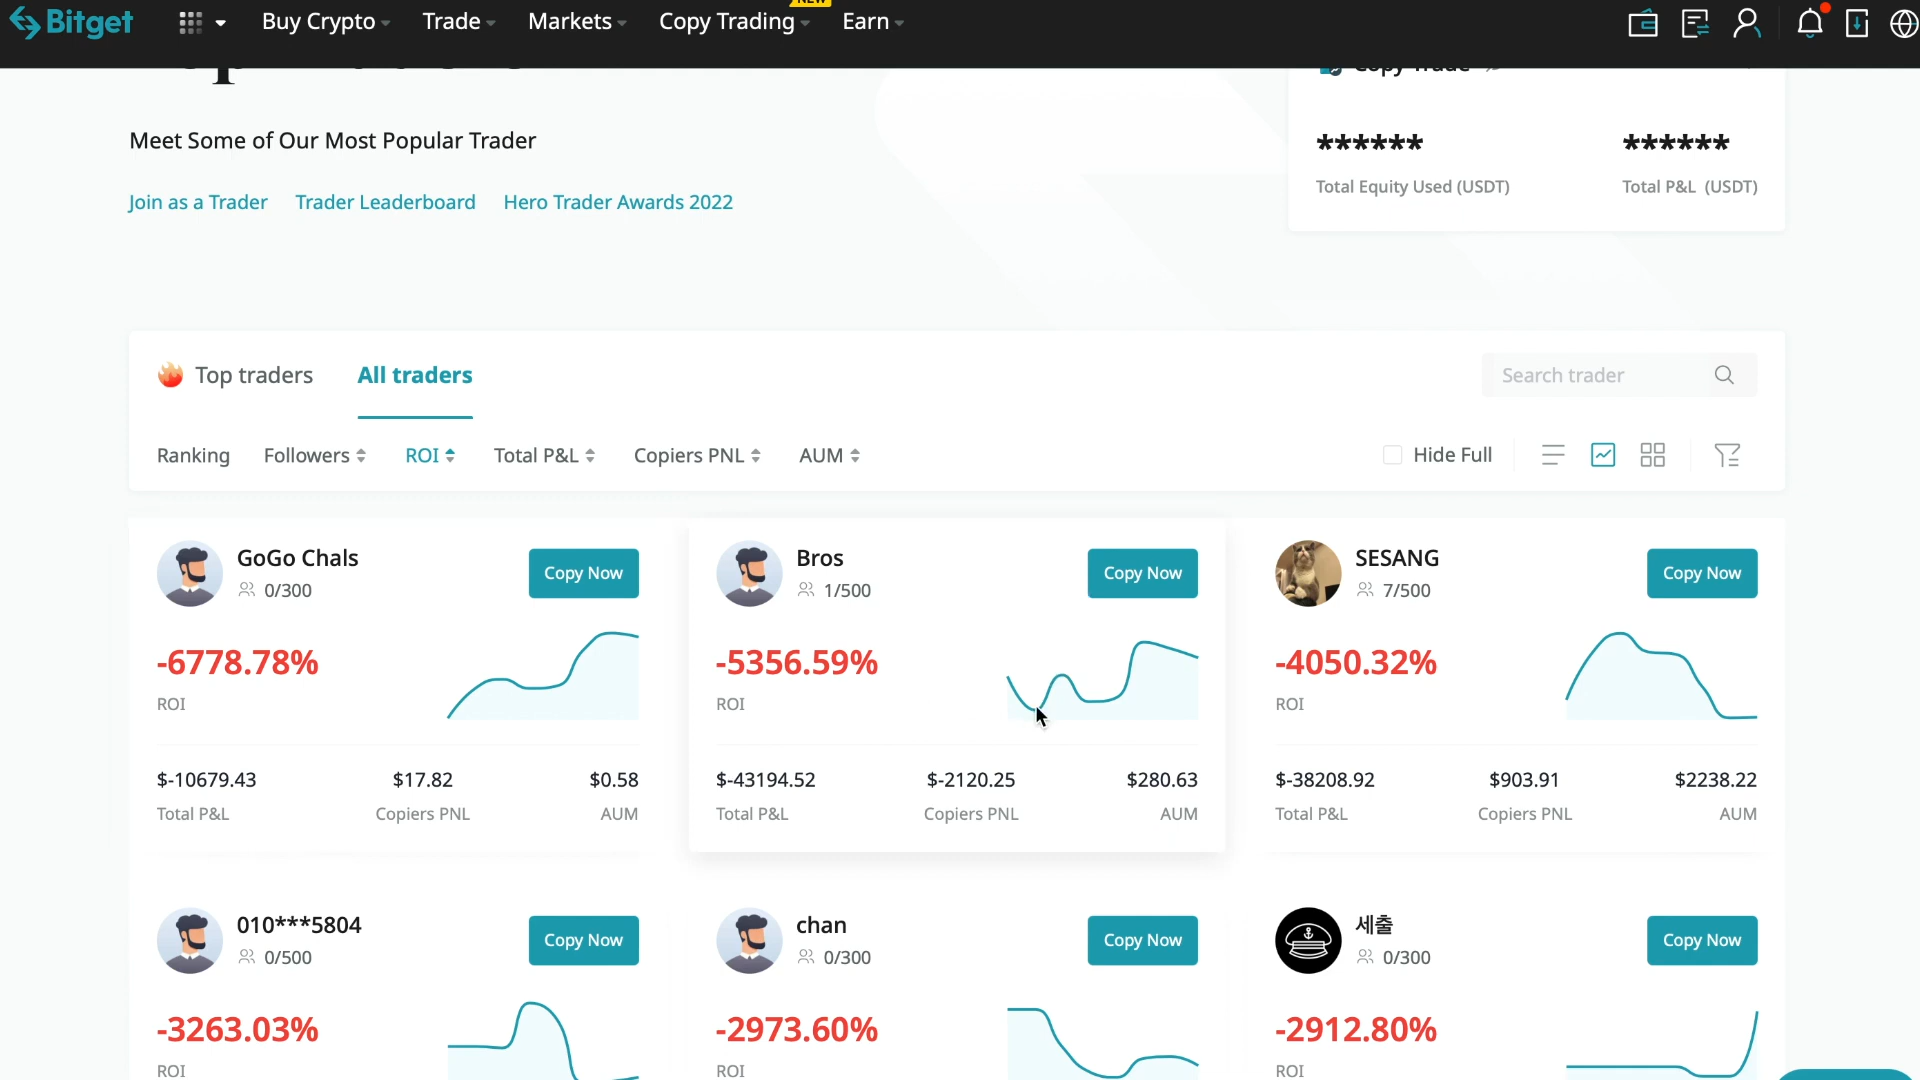 Bitget
Buy Crypto
Trade
Markets
Copy Trading
NEW
Earn
Copy Trade
Meet Some of Our Most Popular Trader
Join as a Trader
Trader Leaderboard
Hero Trader Awards 2022
******
******
Total Equity Used (USDT)
Total P&L (USDT)
Top traders
All traders
Search trader
Ranking
Followers
ROI
Total P&L
Copiers PNL
AUM
Hide Full
GoGo Chals
0/300
Copy Now
-6778.78%
ROI
$-10679.43
$17.82
$0.58
Total P&L
Copiers PNL
AUM
Bros
1/500
Copy Now
-5356.59%
ROI
$-43194.52
$-2120.25
$280.63
Total P&L
Copiers PNL
AUM
SESANG
7/500
Copy Now
-4050.32%
ROI
$-38208.92
$903.91
$2238.22
Total P&L
Copiers PNL
AUM
010***5804
0/500
Copy Now
-3263.03%
ROI
chan
0/300
Copy Now
-2973.60%
ROI
세출
0/300
Copy Now
-2912.80%
ROI